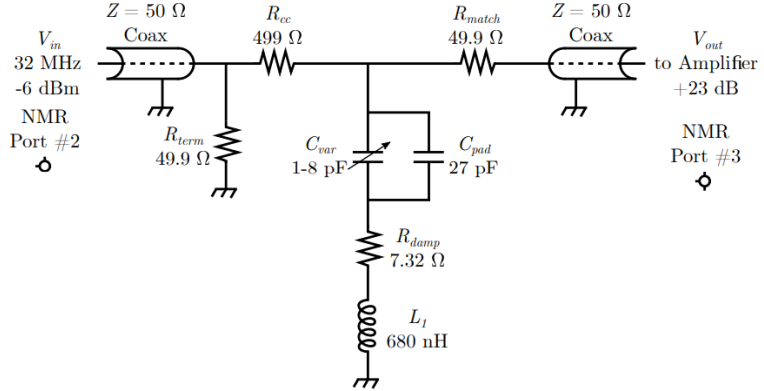 Z = 50 Ω
Coax
V_in
32 MHz
-6 dBm
NMR
Port #2
R_term
49.9 Ω
R_cc
499 Ω
C_var
1-8 pF
C_pad
27 pF
R_damp
7.32 Ω
L_1
680 nH
R_match
49.9 Ω
Z = 50 Ω
Coax
V_out
to Amplifier
+23 dB
NMR
Port #3